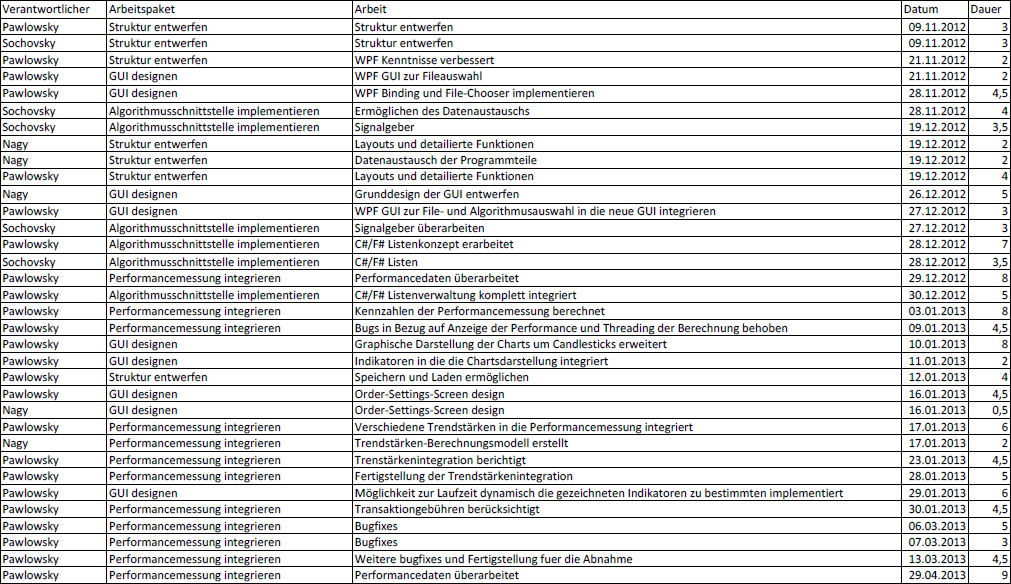 Verantwortlicher Arbeitspaket Arbeit Datum Dauer
Pawlowsky Struktur entwerfen Struktur entwerfen 09.11.2012 3
Sochovsky Struktur entwerfen Struktur entwerfen 09.11.2012 3
Pawlowsky Struktur entwerfen WPF Kenntnisse verbessert 21.11.2012 2
Pawlowsky GUI designen WPF GUI zur Fileauswahl 21.11.2012 2
Pawlowsky GUI designen WPF Binding und File-Chooser implementieren 28.11.2012 4,5
Sochovsky Algorithmusschnittstelle implementieren Ermöglichen des Datenaustauschs 28.11.2012 4
Sochovsky Algorithmusschnittstelle implementieren Signalgeber 19.12.2012 3,5
Nagy Struktur entwerfen Layouts und detailierte Funktionen 19.12.2012 2
Nagy Struktur entwerfen Datenaustausch der Programmteile 19.12.2012 2
Pawlowsky Struktur entwerfen Layouts und detailierte Funktionen 19.12.2012 4
Nagy GUI designen Grunddesign der GUI entwerfen 26.12.2012 5
Pawlowsky GUI designen WPF GUI zur File- und Algorithmusauswahl in die neue GUI integrieren 27.12.2012 3
Sochovsky Algorithmusschnittstelle implementieren Signalgeber überarbeiten 27.12.2012 3
Pawlowsky Algorithmusschnittstelle implementieren C#/F# Listenkonzept erarbeitet 28.12.2012 7
Sochovsky Algorithmusschnittstelle implementieren C#/F# Listen 28.12.2012 3,5
Pawlowsky Performancemessung integrieren Performancedaten überarbeitet 29.12.2012 8
Pawlowsky Algorithmusschnittstelle implementieren C#/F# Listenverwaltung komplett integriert 30.12.2012 5
Pawlowsky Performancemessung integrieren Kennzahlen der Performancemessung berechnet 03.01.2013 8
Pawlowsky Performancemessung integrieren Bugs in Bezug auf Anzeige der Performance und Threading der Berechnung behoben 09.01.2013 4,5
Pawlowsky GUI designen Graphische Darstellung der Charts um Candlesticks erweitert 10.01.2013 8
Pawlowsky GUI designen Indikatoren in die die Chartsdarstellung integriert 11.01.2013 2
Pawlowsky Struktur entwerfen Speichern und Laden ermöglichen 12.01.2013 4
Pawlowsky GUI designen Order-Settings-Screen design 16.01.2013 4,5
Nagy GUI designen Order-Settings-Screen design 16.01.2013 0,5
Pawlowsky Performancemessung integrieren Verschiedene Trendstärken in die Performancemessung integriert 17.01.2013 6
Nagy Performancemessung integrieren Trendstärken-Berechnungsmodell erstellt 17.01.2013 2
Pawlowsky Performancemessung integrieren Trenstärkenintegration berichtigt 23.01.2013 4,5
Pawlowsky Performancemessung integrieren Fertigstellung der Trendstärkenintegration 28.01.2013 5
Pawlowsky GUI designen Möglichkeit zur Laufzeit dynamisch die gezeichneten Indikatoren zu bestimmten implementiert 29.01.2013 6
Pawlowsky Performancemessung integrieren Transaktiongebühren berücksichtigt 30.01.2013 4,5
Pawlowsky Performancemessung integrieren Bugfixes 06.03.2013 5
Pawlowsky Performancemessung integrieren Bugfixes 07.03.2013 3
Pawlowsky Performancemessung integrieren Weitere bugfixes und Fertigstellung fuer die Abnahme 13.03.2013 4,5
Pawlowsky Performancemessung integrieren Performancedaten überarbeitet 29.04.2013 9